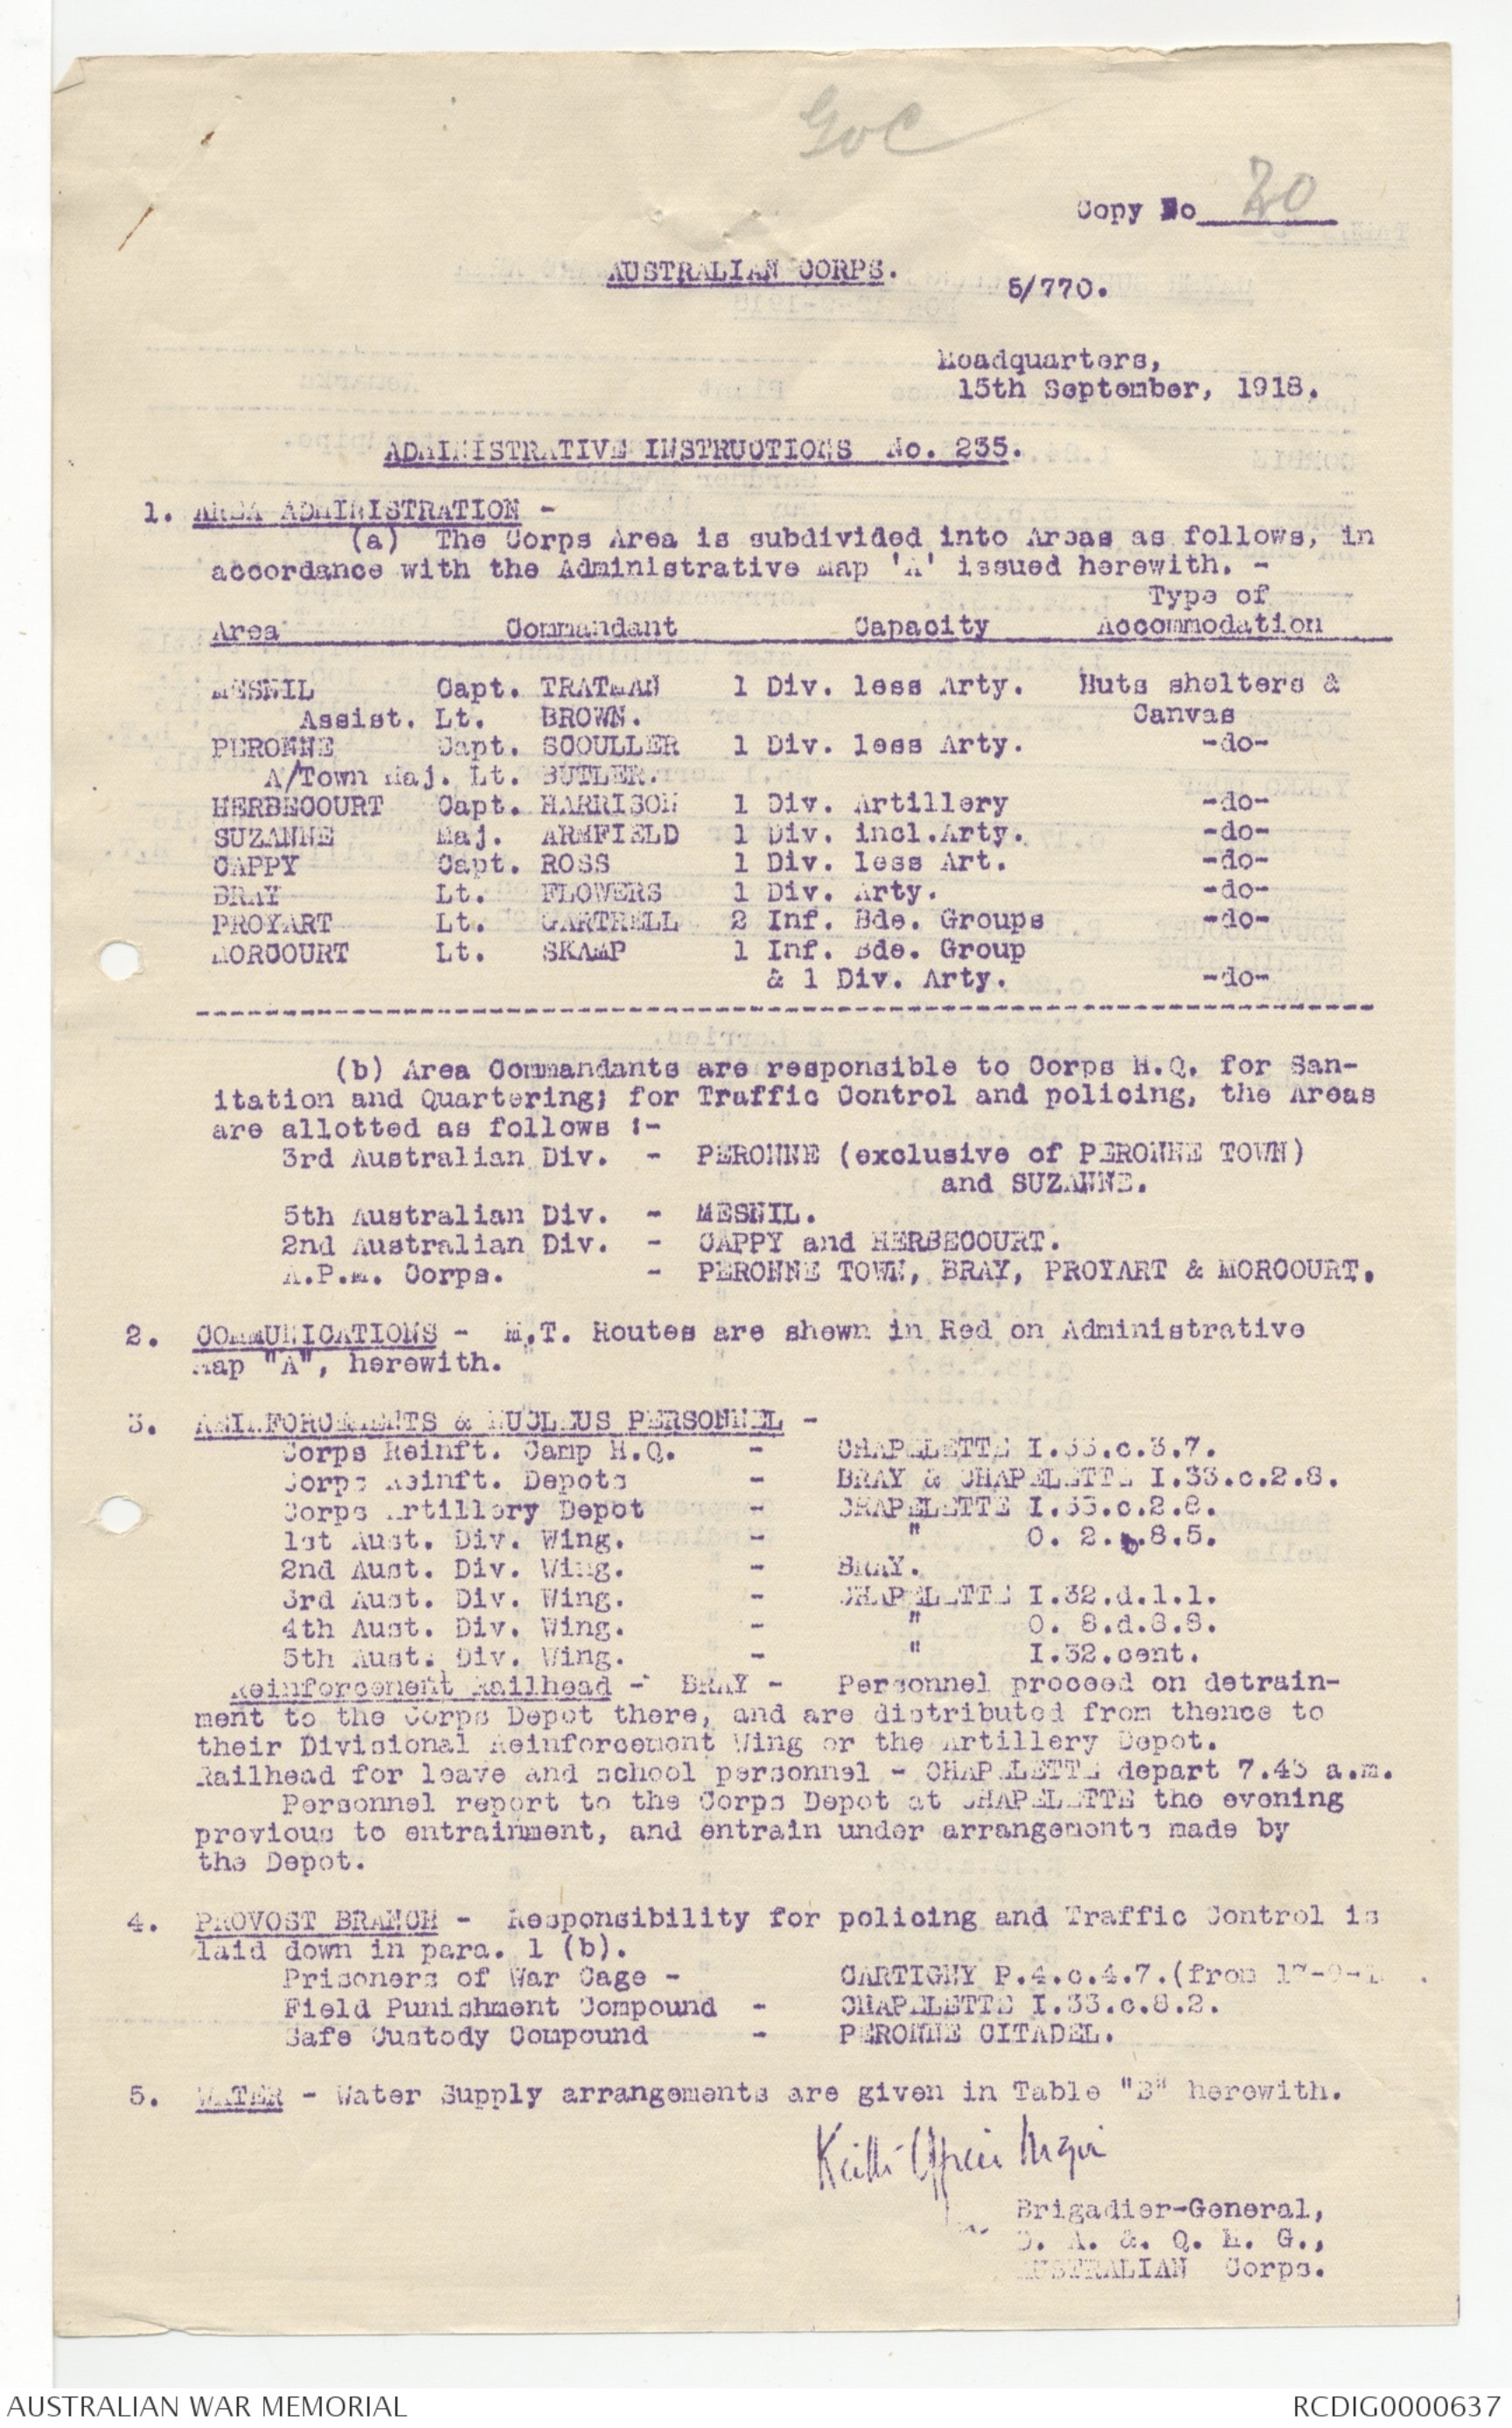 GOC
Copy No 20
AUSTRALIAN CORPS.
5/770.
Headquarters,
15th September, 1918.
ADMINISTRATIVE INSTRUCTIONS No. 235.
1. AREA ADMINISTRATION -
(a) The Corps Area is subdivided into Areas as follows, in
accordance with the Administrative Map 'A' issued herewith. -
Type of
Area Commandant Capacity Accommodation
MESNIL Capt. TRATMAN 1 Div. less Arty. Huts shelters &
Assist. Lt. BROWN. Canvas
PERONNE Capt. SCOULLER 1 Div. less Arty. -do-
A/Town Maj. Lt. BUTLER.
HERBECOURT Capt. HARRISON 1 Div. Artillery -do-
SUZANNE Maj. ARMFIELD 1 Div. incl.Arty. -do-
CAPPY Capt. ROSS 1 Div. less Art. -do-
BRAY Lt. FLOWERS 1 Div. Arty. -do-
PROYART Lt. GARTRELL 2 Inf. Bde. Groups -do-
MORCOURT Lt. SKAMP 1 Inf. Bde. Group
& 1 Div. Arty. -do-
(b) Area Commandants are responsible to Corps H.Q. for San-
itation and Quartering; for Traffic Control and policing, the Areas
are allotted as follows :-
3rd Australian Div. - PERONNE (exclusive of PERONNE TOWN)
and SUZANNE.
5th Australian Div. - MESNIL.
2nd Australian Div. - CAPPY and HERBECOURT.
A.P.M. Corps. - PERONNE TOWN, BRAY, PROYART & MORCOURT.
2. COMMUNICATIONS - M.T. Routes are shewn in Red on Administrative
Map "A", herewith.
3. REINFORCEMENTS & NUCLEUS PERSONNEL -
Corps Reinft. Camp H.Q. - CHAPELETTE I.33.c.3.7.
Corps Reinft. Depots - BRAY & CHAPELETTE I.33.c.2.8.
Corps Artillery Depot - CHAPELETTE I.33.c.2.8.
1st Aust. Div. Wing. - " O. 2.b.8.5.
2nd Aust. Div. Wing. - BRAY.
3rd Aust. Div. Wing. - CHAPELETTE I.32.d.1.1.
4th Aust. Div. Wing. - " O. 8.d.8.8.
5th Aust. Div. Wing. - " I.32.cent.
Reinforcement Railhead - BRAY - Personnel proceed on detrain-
ment to the Corps Depot there, and are distributed from thence to
their Divisional Reinforcement Wing or the Artillery Depot.
Railhead for leave and school personnel - CHAPELETTE depart 7.45 a.m.
Personnel report to the Corps Depot at CHAPELETTE the evening
previous to entrainment, and entrain under arrangements made by
the Depot.
4. PROVOST BRANCH - Responsibility for policing and Traffic Control is
laid down in para. 1 (b).
Prisoners of War Cage - CARTIGNY P.4.c.4.7.(from 17-9-1
Field Punishment Compound - CHAPELETTE I.33.c.8.2.
Safe Custody Compound - PERONNE CITADEL.
5. WATER - Water Supply arrangements are given in Table "B" herewith.
Keith Officer Major
for
Brigadier-General,
D. A. & Q. M. G.,
AUSTRALIAN Corps.
AUSTRALIAN WAR MEMORIAL
RCDIG0000637